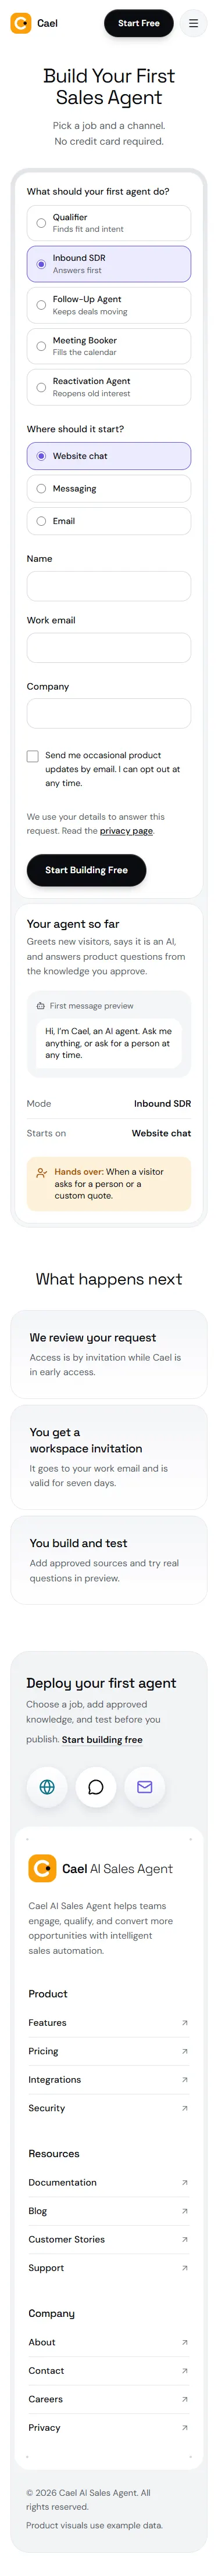 Cael
Start Free
Build Your First
Sales Agent
Pick a job and a channel.
No credit card required.
What should your first agent do?
Qualifier
Finds fit and intent
Inbound SDR
Answers first
Follow-Up Agent
Keeps deals moving
Meeting Booker
Fills the calendar
Reactivation Agent
Reopens old interest
Where should it start?
Website chat
Messaging
Email
Name
Work email
Company
Send me occasional product
updates by email. I can opt out at
any time.
We use your details to answer this
request. Read the privacy page.
Start Building Free
Your agent so far
Greets new visitors, says it is an AI,
and answers product questions from
the knowledge you approve.
First message preview
Hi, I'm Cael, an AI agent. Ask me
anything, or ask for a person at
any time.
Mode Inbound SDR
Starts on Website chat
Hands over: When a visitor
asks for a person or a
custom quote.
What happens next
We review your request
Access is by invitation while Cael is
in early access.
You get a
workspace invitation
It goes to your work email and is
valid for seven days.
You build and test
Add approved sources and try real
questions in preview.
Deploy your first agent
Choose a job, add approved
knowledge, and test before you
publish. Start building free
Cael AI Sales Agent
Cael AI Sales Agent helps teams
engage, qualify, and convert more
opportunities with intelligent
sales automation.
Product
Features
Pricing
Integrations
Security
Resources
Documentation
Blog
Customer Stories
Support
Company
About
Contact
Careers
Privacy
© 2026 Cael AI Sales Agent. All
rights reserved.
Product visuals use example data.